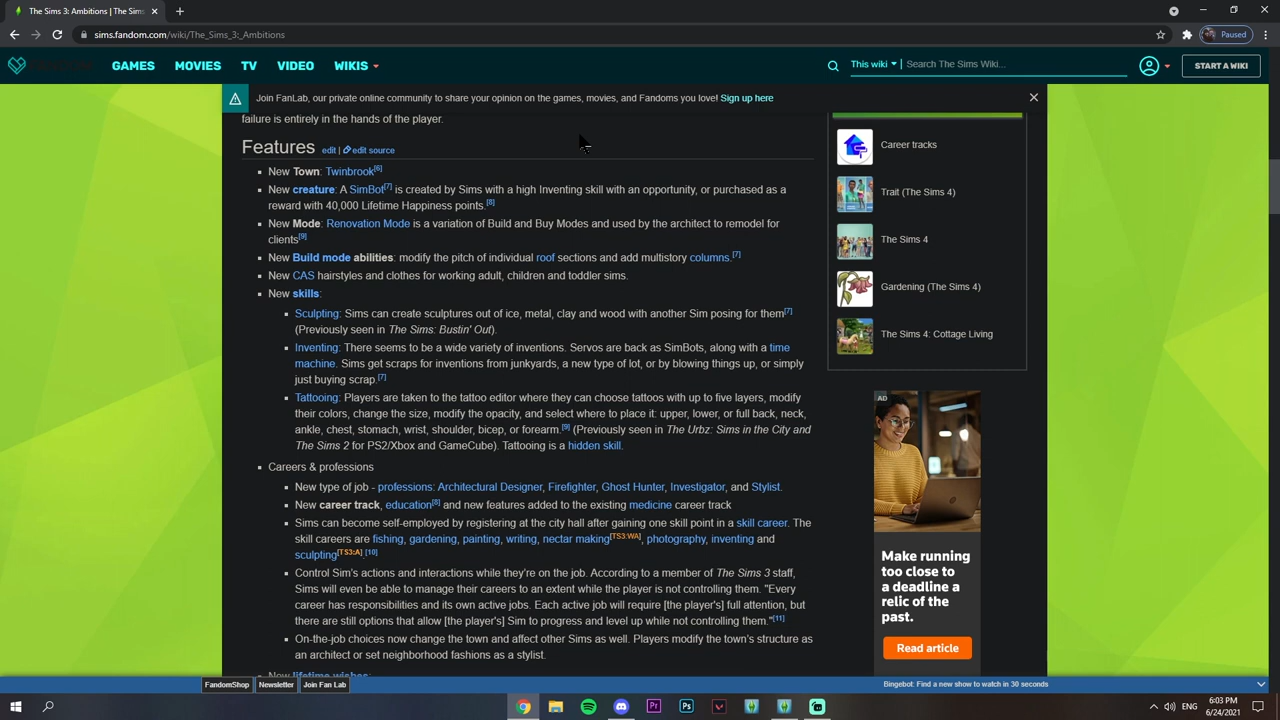 The Sims 3: Ambitions
sims.fandom.com/wiki/The_Sims_3:_Ambitions
Paused
GAMES MOVIES TV VIDEO WIKIS
This wiki Search The Sims Wiki...
START A WIKI
Join FanLab, our private online community to share your opinion on the games, movies, and Fandoms you love! Sign up here
failure is entirely in the hands of the player.
Features edit | edit source
New Town: Twinbrook[6]
New creature: A SimBot[7] is created by Sims with a high Inventing skill with an opportunity, or purchased as a
reward with 40,000 Lifetime Happiness points.[8]
New Mode: Renovation Mode is a variation of Build and Buy Modes and used by the architect to remodel for
clients[9]
New Build mode abilities: modify the pitch of individual roof sections and add multistory columns.[7]
New CAS hairstyles and clothes for working adult, children and toddler sims.
New skills:
Sculpting: Sims can create sculptures out of ice, metal, clay and wood with another Sim posing for them[7]
(Previously seen in The Sims: Bustin' Out).
Inventing: There seems to be a wide variety of inventions. Servos are back as SimBots, along with a time
machine. Sims get scraps for inventions from junkyards, a new type of lot, or by blowing things up, or simply
just buying scrap.[7]
Tattooing: Players are taken to the tattoo editor where they can choose tattoos with up to five layers, modify
their colors, change the size, modify the opacity, and select where to place it: upper, lower, or full back, neck,
ankle, chest, stomach, wrist, shoulder, bicep, or forearm.[9] (Previously seen in The Urbz: Sims in the City and
The Sims 2 for PS2/Xbox and GameCube). Tattooing is a hidden skill.
Careers & professions
New type of job - professions: Architectural Designer, Firefighter, Ghost Hunter, Investigator, and Stylist.
New career track, education[8] and new features added to the existing medicine career track
Sims can become self-employed by registering at the city hall after gaining one skill point in a skill career. The
skill careers are fishing, gardening, painting, writing, nectar making[TS3:WA], photography, inventing and
sculpting[TS3:A] [10]
Control Sim's actions and interactions while they're on the job. According to a member of The Sims 3 staff,
Sims will even be able to manage their careers to an extent while the player is not controlling them. "Every
career has responsibilities and its own active jobs. Each active job will require [the player's] full attention, but
there are still options that allow [the player's] Sim to progress and level up while not controlling them."[11]
On-the-job choices now change the town and affect other Sims as well. Players modify the town's structure as
an architect or set neighborhood fashions as a stylist.
New lifetime wishes:
Career tracks
Trait (The Sims 4)
The Sims 4
Gardening (The Sims 4)
The Sims 4: Cottage Living
AD
Make running
too close to
a deadline a
relic of the
past.
Read article
FandomShop Newsletter Join Fan Lab
Bingebot: Find a new show to watch in 30 seconds
ENG
6:03 PM
6/24/2021